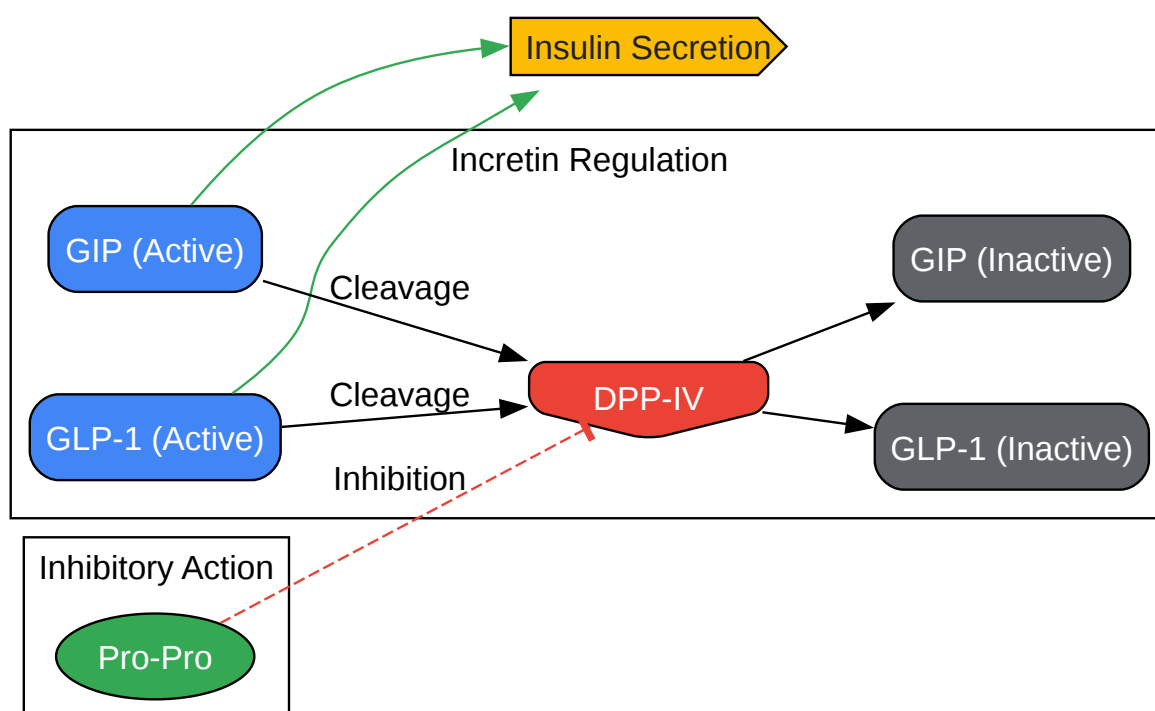 Insulin Secretion
Incretin Regulation
GIP (Active)
GIP (Inactive)
Cleavage
Cleavage
DPP-IV
GLP-1 (Active)
GLP-1 (Inactive)
Inhibition
Inhibitory Action
Pro-Pro